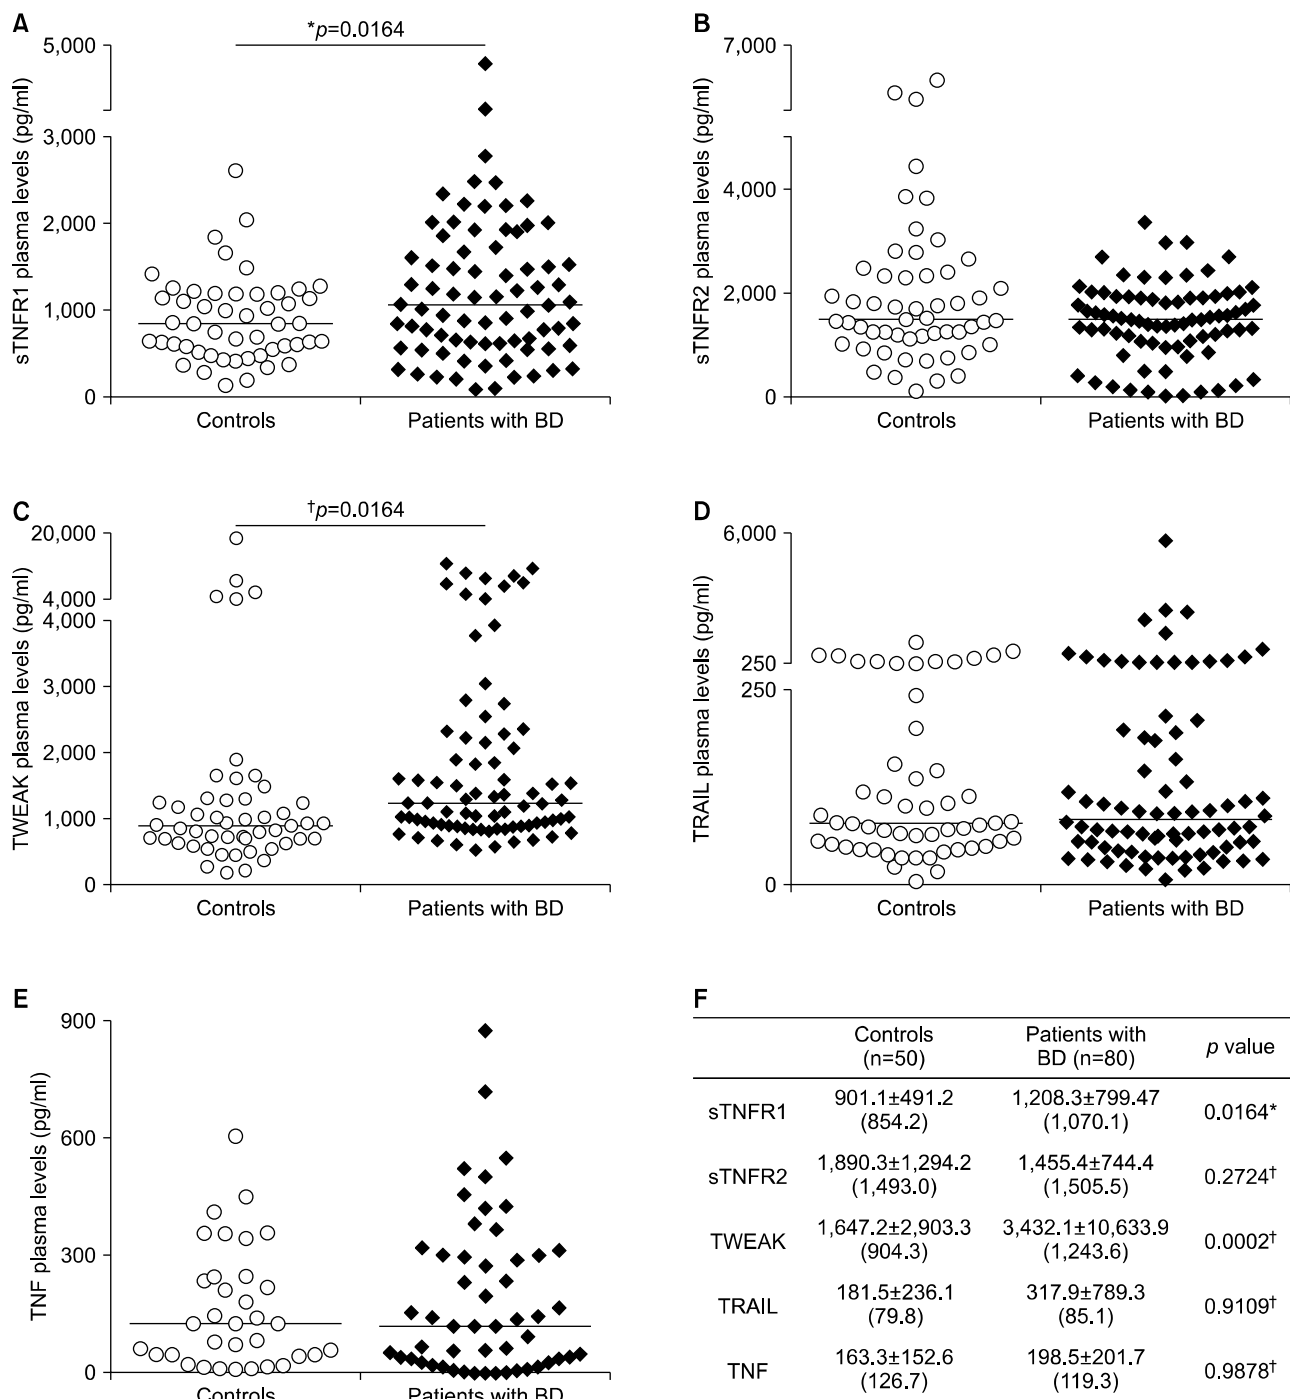 A
*p=0.0164
sTNFR1 plasma levels (pg/ml)
5,000
3,000
2,000
1,000
0
Controls
Patients with BD
B
sTNFR2 plasma levels (pg/ml)
7,000
4,000
2,000
0
Controls
Patients with BD
C
†p=0.0164
TWEAK plasma levels (pg/ml)
20,000
4,000
4,000
3,000
2,000
1,000
0
Controls
Patients with BD
D
TRAIL plasma levels (pg/ml)
6,000
250
250
0
Controls
Patients with BD
E
TNF plasma levels (pg/ml)
900
600
300
0
Controls
Patients with BD
F
Controls (n=50) Patients with BD (n=80) p value
sTNFR1 901.1±491.2 (854.2) 1,208.3±799.47 (1,070.1) 0.0164*
sTNFR2 1,890.3±1,294.2 (1,493.0) 1,455.4±744.4 (1,505.5) 0.2724†
TWEAK 1,647.2±2,903.3 (904.3) 3,432.1±10,633.9 (1,243.6) 0.0002†
TRAIL 181.5±236.1 (79.8) 317.9±789.3 (85.1) 0.9109†
TNF 163.3±152.6 (126.7) 198.5±201.7 (119.3) 0.9878†